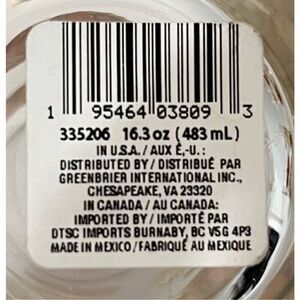 1 95464 03809 3
335206 16.3 oz ( 483 mL)
IN U.S.A./ AUX É.-U. :
DISTRIBUTED BY / DISTRIBUÉ PAR
GREENBRIER INTERNATIONAL INC.,
CHESAPEAKE, VA 23320
IN CANADA / AU CANADA:
IMPORTED BY / IMPORTÉ PAR
DTSC IMPORTS BURNABY, BC V5G 4P3
MADE IN MEXICO / FABRIQUÉ AU MEXIQUE